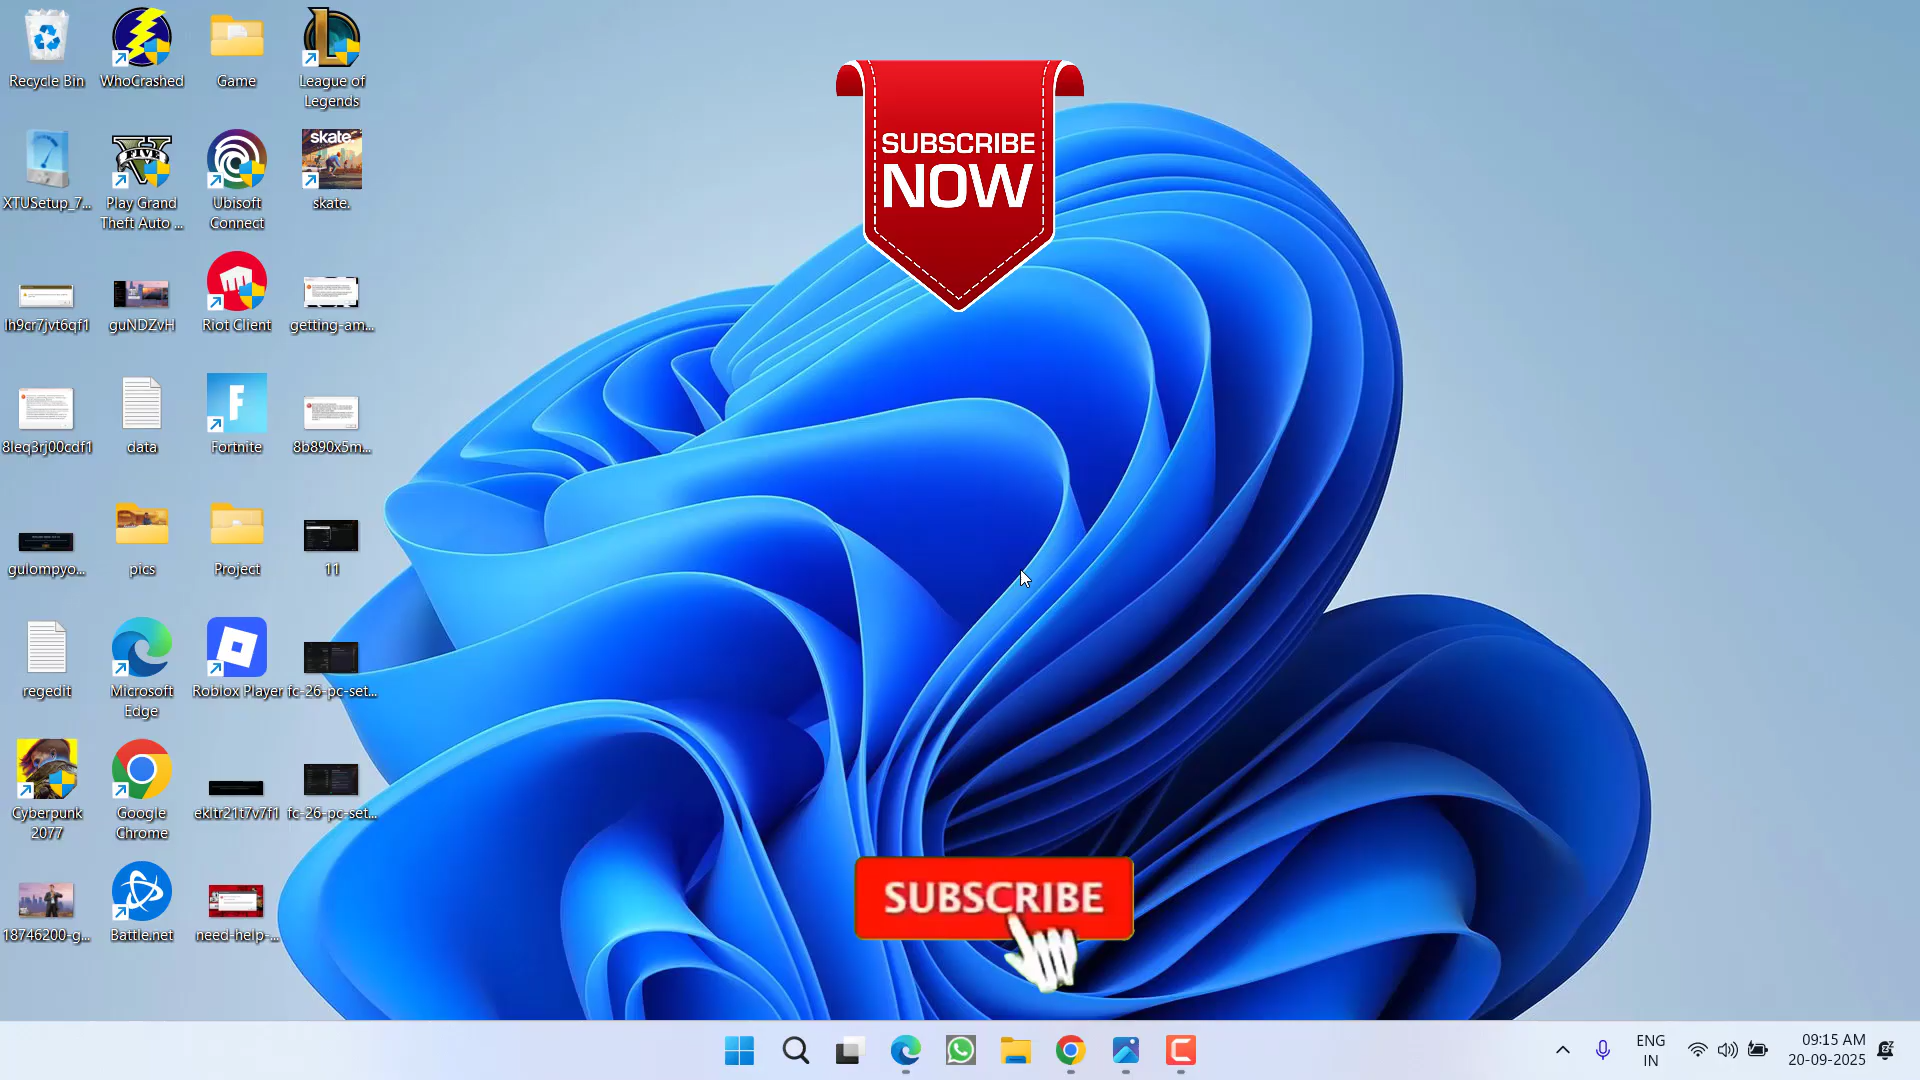 Recycle Bin
WhoCrashed
Game
League of
Legends
XTUSetup_7...
Play Grand
Theft Auto ...
Ubisoft
Connect
skate.
skate.
FIVE
lh9cr7jvt6qf1
guNDZvH
Riot Client
getting-am...
8leq3rj00cdf1
data
Fortnite
8b890x5m...
gulompyo...
pics
Project
11
regedit
Microsoft
Edge
Roblox Player
fc-26-pc-set...
Cyberpunk
2077
Google
Chrome
ekltr21t7v7f1
fc-26-pc-set...
18746200-g...
Battle.net
need-help-...
SUBSCRIBE
NOW
SUBSCRIBE
ENG
IN
09:15 AM
20-09-2025